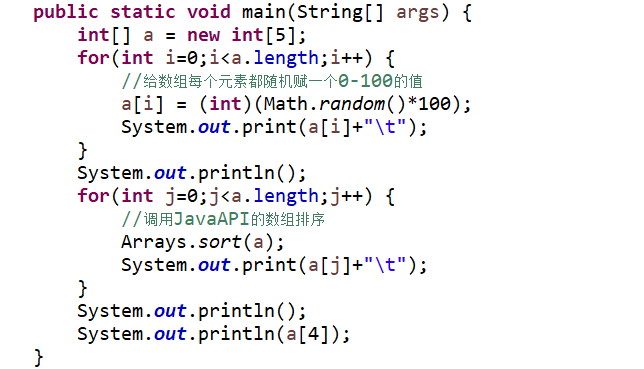 public static void main(String[] args) {
    int[] a = new int[5];
    for(int i=0;i<a.length;i++) {
        //给数组每个元素都随机赋一个0-100的值
        a[i] = (int)(Math.random()*100);
        System.out.print(a[i]+"\t");
    }
    System.out.println();
    for(int j=0;j<a.length;j++) {
        //调用JavaAPI的数组排序
        Arrays.sort(a);
        System.out.print(a[j]+"\t");
    }
    System.out.println();
    System.out.println(a[4]);
}